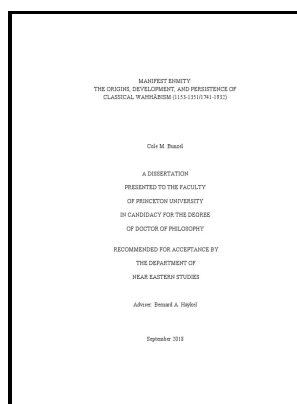 MANIFEST ENMITY
THE ORIGINS, DEVELOPMENT, AND PERSISTENCE OF
CLASSICAL WAHHĀBISM (1153-1351/1741-1932)
Cole M. Bunzel
A DISSERTATION
PRESENTED TO THE FACULTY
OF PRINCETON UNIVERSITY
IN CANDIDACY FOR THE DEGREE
OF DOCTOR OF PHILOSOPHY
RECOMMENDED FOR ACCEPTANCE BY
THE DEPARTMENT OF
NEAR EASTERN STUDIES
Adviser: Bernard A. Haykel
September 2018